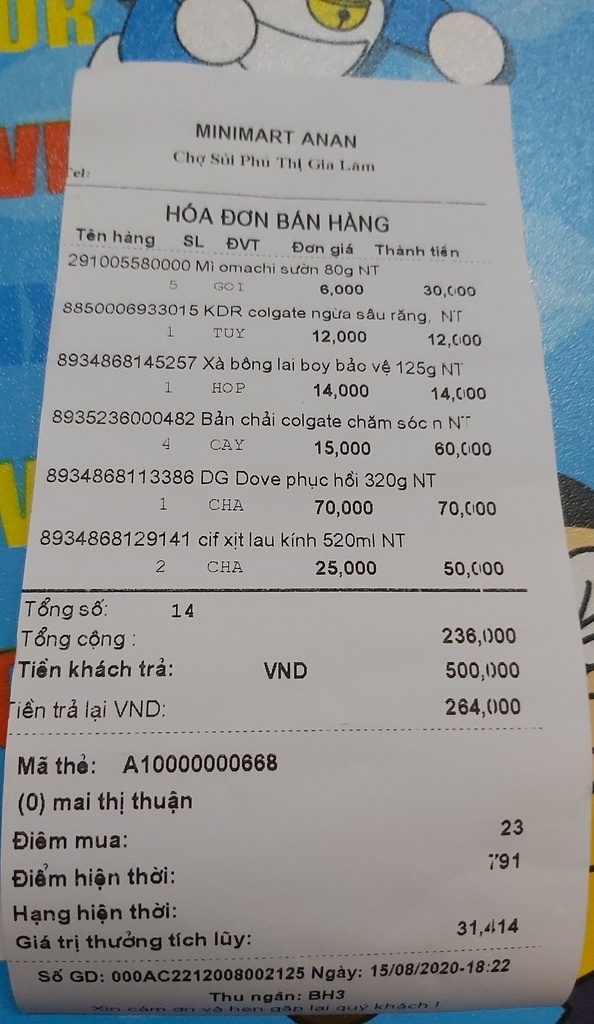 MINIMART ANAN
Chợ Sủi Phú Thị Gia Lâm
Tel:
HÓA ĐƠN BÁN HÀNG
Tên hàng SL ĐVT Đơn giá Thành tiền
291005580000 Mì omachi sườn 80g NT
5 GOI 6,000 30,000
8850006933015 KDR colgate ngừa sâu răng, NT
1 TUY 12,000 12,000
8934868145257 Xà bông lai boy bảo vệ 125g NT
1 HOP 14,000 14,000
8935236000482 Bàn chải colgate chăm sóc n NT
4 CAY 15,000 60,000
8934868113386 DG Dove phục hồi 320g NT
1 CHA 70,000 70,000
8934868129141 cif xịt lau kính 520ml NT
2 CHA 25,000 50,000
Tổng số: 14
Tổng cộng : 236,000
Tiền khách trả: VND 500,000
Tiền trả lại VND: 264,000
Mã thẻ: A10000000668
(0) mai thị thuận
Điểm mua: 23
Điểm hiện thời: 791
Hạng hiện thời:
Giá trị thưởng tích lũy: 31,414
Số GD: 000AC2212008002125 Ngày: 15/08/2020-18:22
Thu ngân: BH3
Xin cám ơn và hẹn gặp lại quý khách !